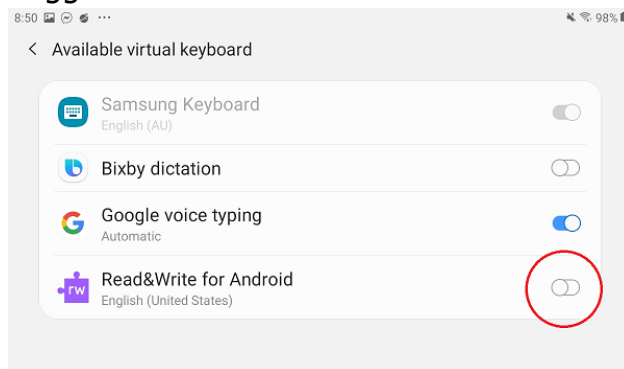 8:50 98%
Available virtual keyboard
Samsung Keyboard
English (AU)
Bixby dictation
Google voice typing
Automatic
rw
Read&Write for Android
English (United States)